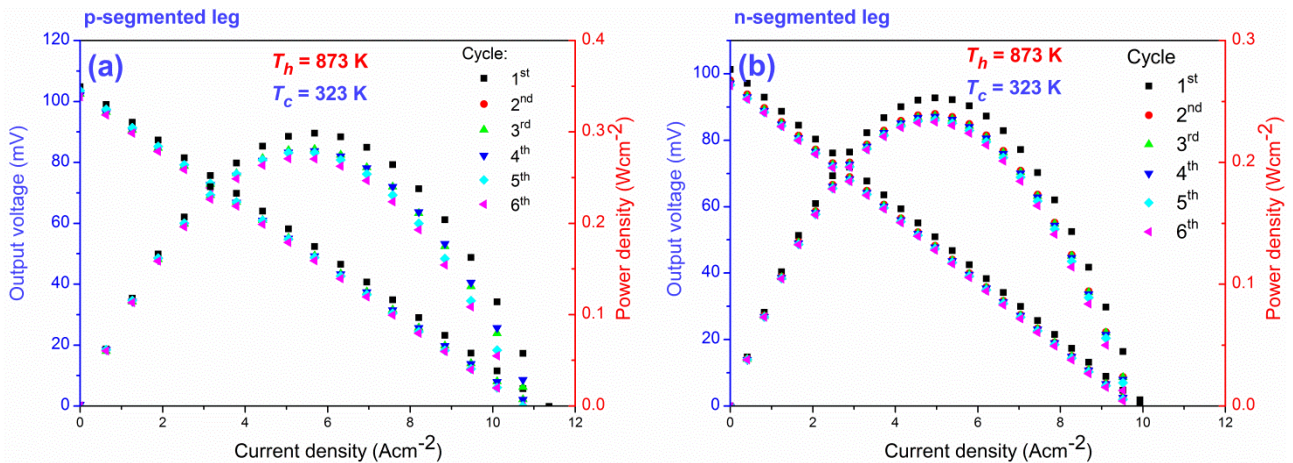 p-segmented leg
(a)
T_h = 873 K
T_c = 323 K
Cycle:
1st
2nd
3rd
4th
5th
6th
Output voltage (mV)
120
100
80
60
40
20
0
Power density (Wcm-2)
0.4
0.3
0.2
0.1
0.0
0 2 4 6 8 10 12
Current density (Acm-2)
n-segmented leg
(b)
T_h = 873 K
T_c = 323 K
Cycle
1st
2nd
3rd
4th
5th
6th
Output voltage (mV)
100
80
60
40
20
0
Power density (Wcm-2)
0.3
0.2
0.1
0.0
0 2 4 6 8 10 12
Current density (Acm-2)